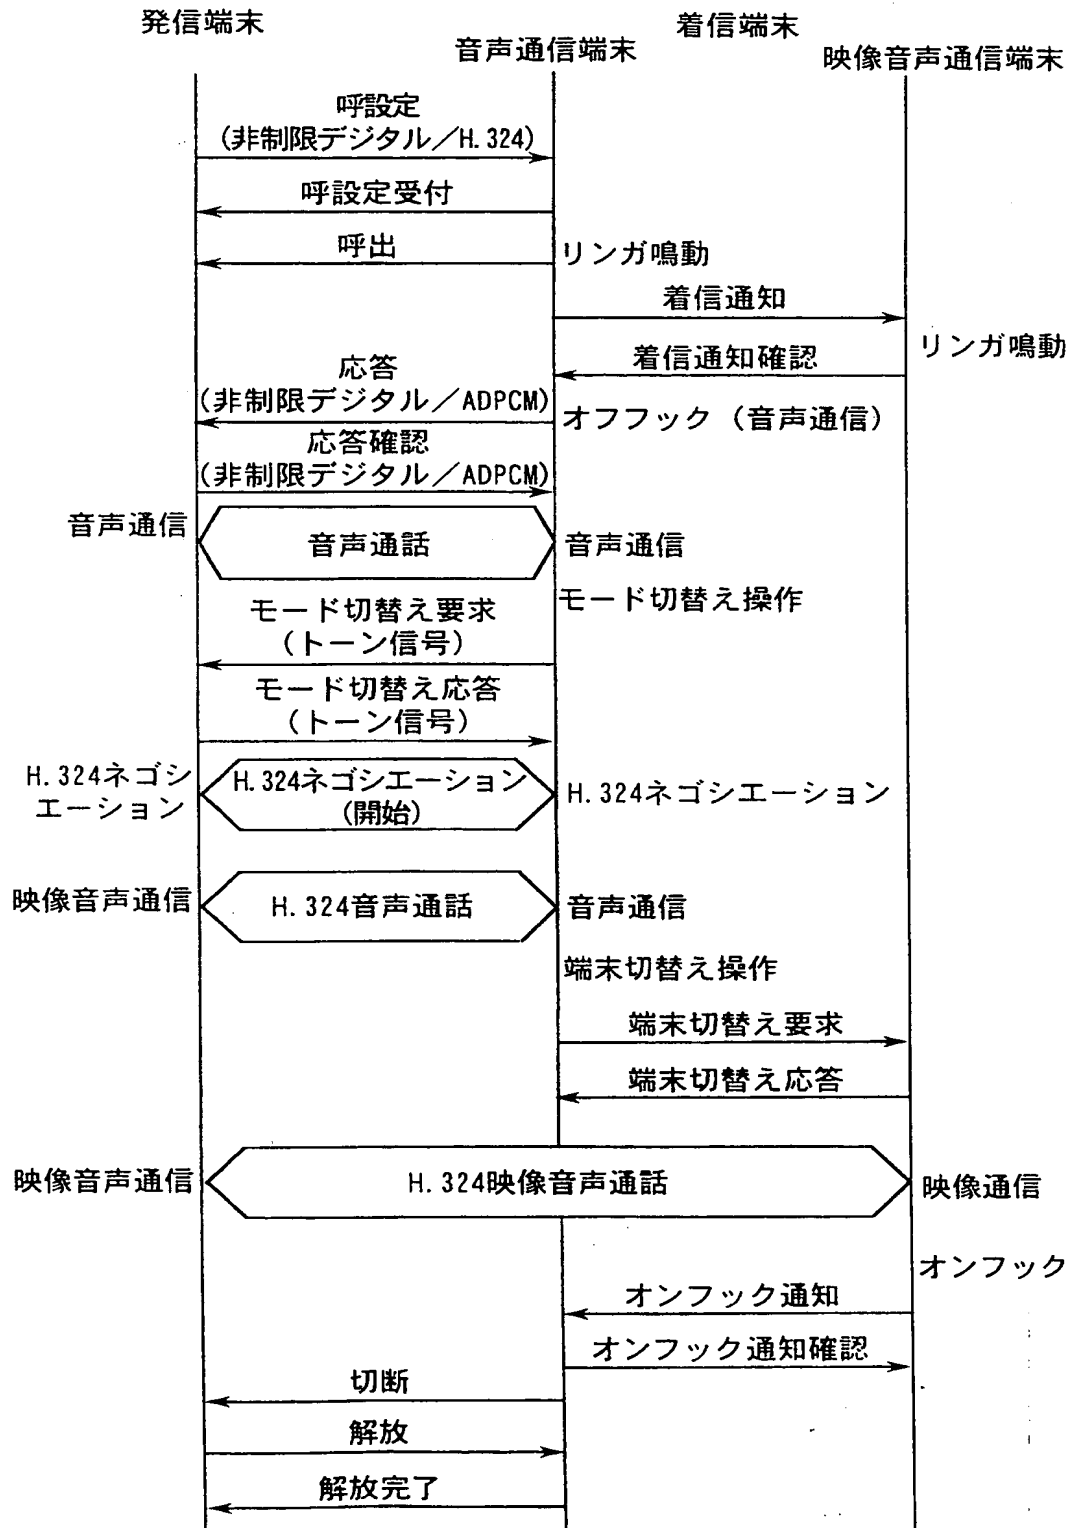 発信端末
音声通信端末
着信端末
映像音声通信端末
呼設定
(非制限デジタル／H.324)
呼設定受付
呼出
リンガ鳴動
着信通知
リンガ鳴動
着信通知確認
応答
(非制限デジタル／ADPCM)
オフフック（音声通信）
応答確認
(非制限デジタル／ADPCM)
音声通信
音声通話
音声通信
モード切替え操作
モード切替え要求
（トーン信号）
モード切替え応答
（トーン信号）
H.324ネゴシ
エーション
H.324ネゴシエーション
(開始)
H.324ネゴシエーション
映像音声通信
H.324音声通話
音声通信
端末切替え操作
端末切替え要求
端末切替え応答
映像音声通信
H.324映像音声通話
映像通信
オンフック
オンフック通知
オンフック通知確認
切断
解放
解放完了